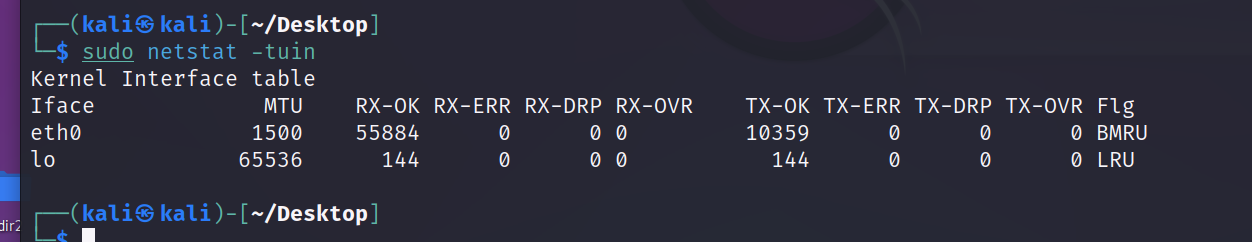 ┌──(kali㉿kali)-[~/Desktop]
└─$ sudo netstat -tuin
Kernel Interface table
Iface             MTU    RX-OK RX-ERR RX-DRP RX-OVR    TX-OK TX-ERR TX-DRP TX-OVR Flg
eth0             1500    55884      0      0 0         10359      0      0      0 BMRU
lo              65536      144      0      0 0           144      0      0      0 LRU
┌──(kali㉿kali)-[~/Desktop]
dir2
└─$